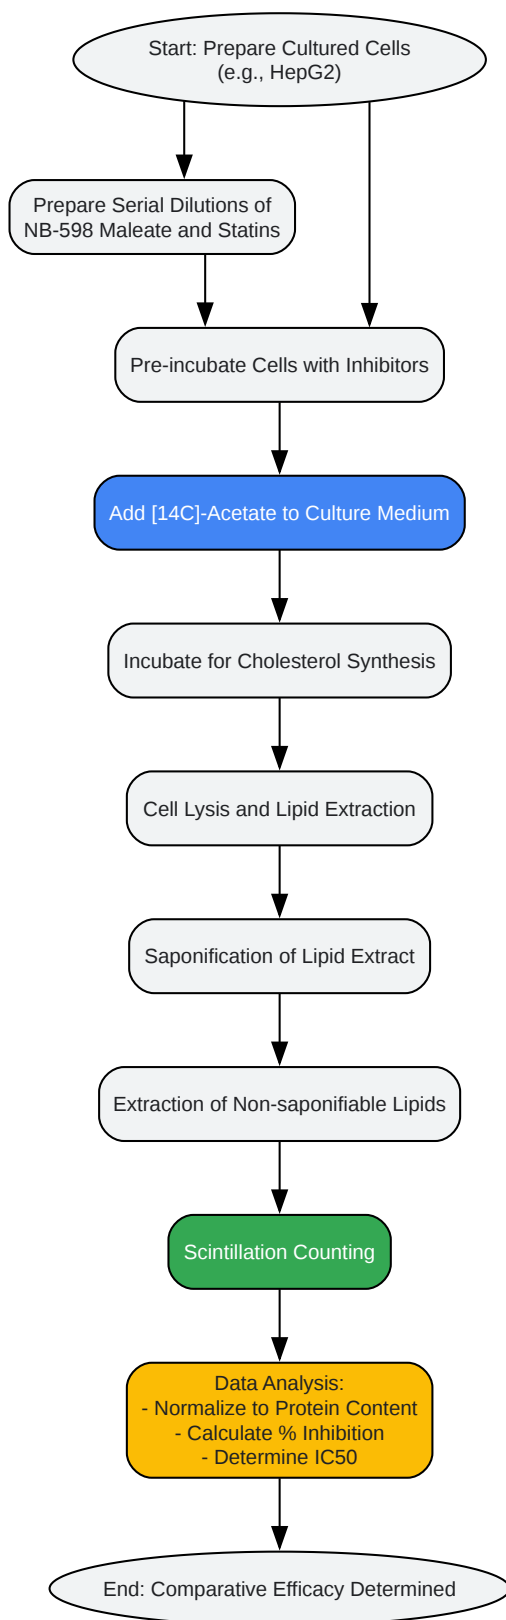 Start: Prepare Cultured Cells
(e.g., HepG2)
Prepare Serial Dilutions of
NB-598 Maleate and Statins
Pre-incubate Cells with Inhibitors
Add [14C]-Acetate to Culture Medium
Incubate for Cholesterol Synthesis
Cell Lysis and Lipid Extraction
Saponification of Lipid Extract
Extraction of Non-saponifiable Lipids
Scintillation Counting
Data Analysis:
- Normalize to Protein Content
- Calculate % Inhibition
- Determine IC50
End: Comparative Efficacy Determined